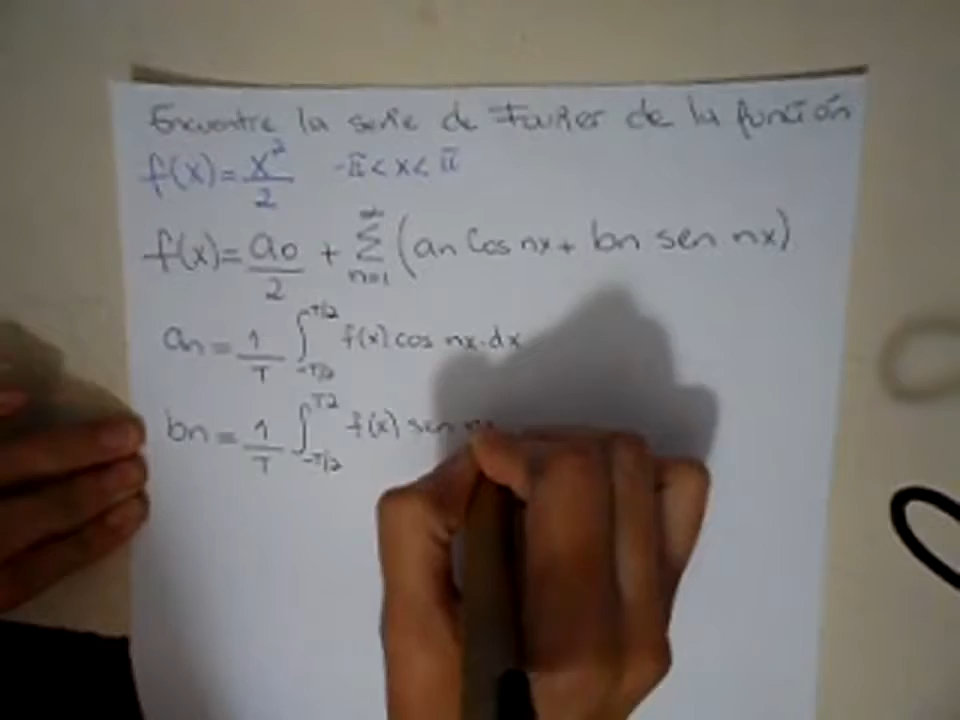 Encuentre la serie de Fourier de la función
f(x) = x²/2   -π < x < π
f(x) = a0/2 + ∑_{n=1}^{∞} (an Cos nx + bn sen nx)
an = 1/T ∫_{-T/2}^{T/2} f(x) cos nx·dx
bn = 1/T ∫_{-T/2}^{T2} f(x) sen